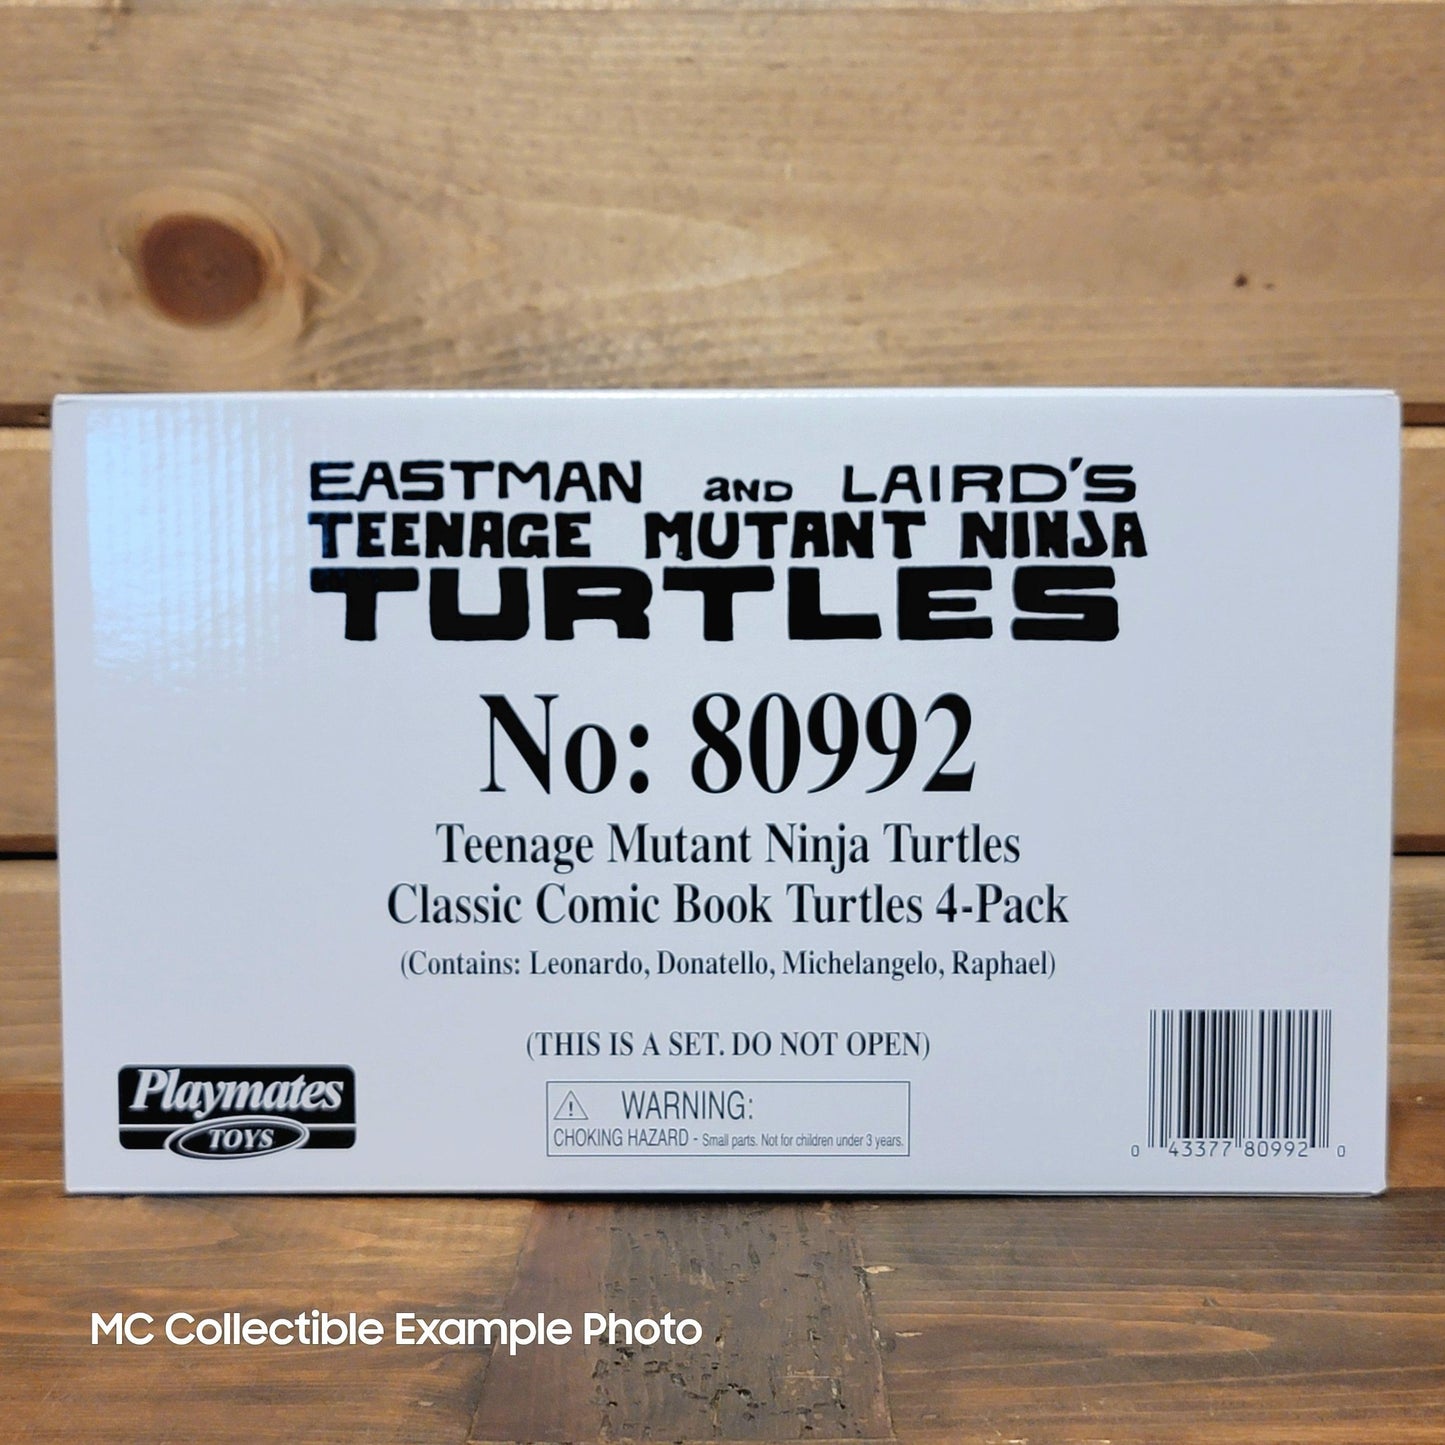 EASTMAN AND LAIRD'S
TEENAGE MUTANT NINJA
TURTLES
No: 80992
Teenage Mutant Ninja Turtles
Classic Comic Book Turtles 4-Pack
(Contains: Leonardo, Donatello, Michelangelo, Raphael)
(THIS IS A SET. DO NOT OPEN)
WARNING:
CHOKING HAZARD - Small parts. Not for children under 3 years.
Playmates
TOYS
0 43377 80992 0
MC Collectible Example Photo